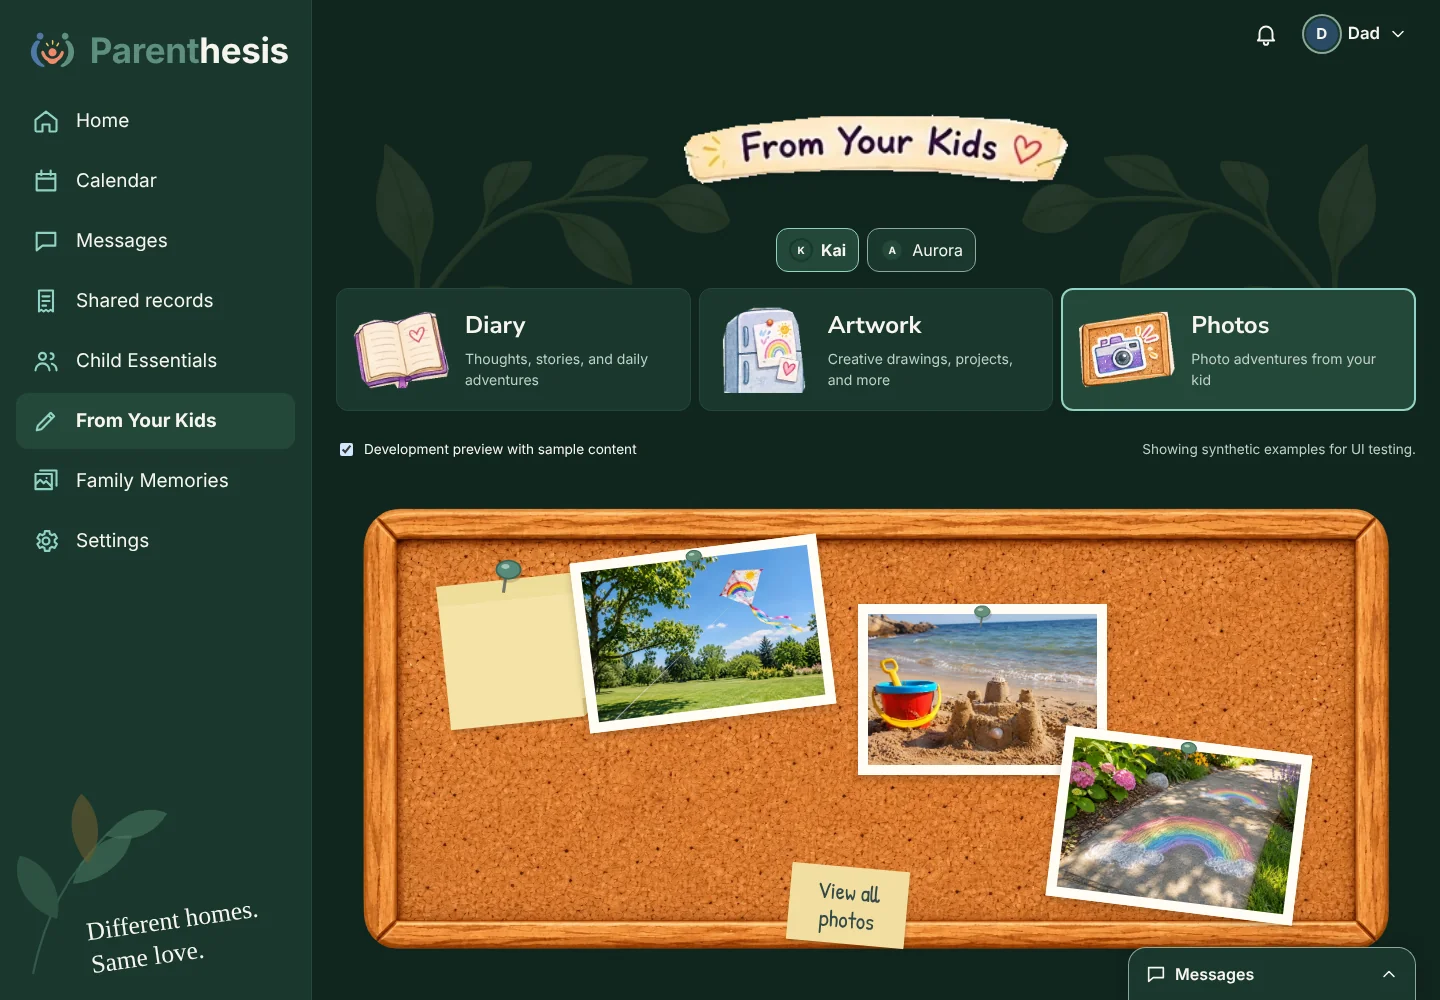 Parenthesis
D
Dad
Home
Calendar
Messages
Shared records
Child Essentials
From Your Kids
Family Memories
Settings
Different homes.
Same love.
From Your Kids
K Kai
A Aurora
Diary
Thoughts, stories, and daily
adventures
Artwork
Creative drawings, projects,
and more
Photos
Photo adventures from your
kid
Development preview with sample content
Showing synthetic examples for UI testing.
View all
photos
Messages